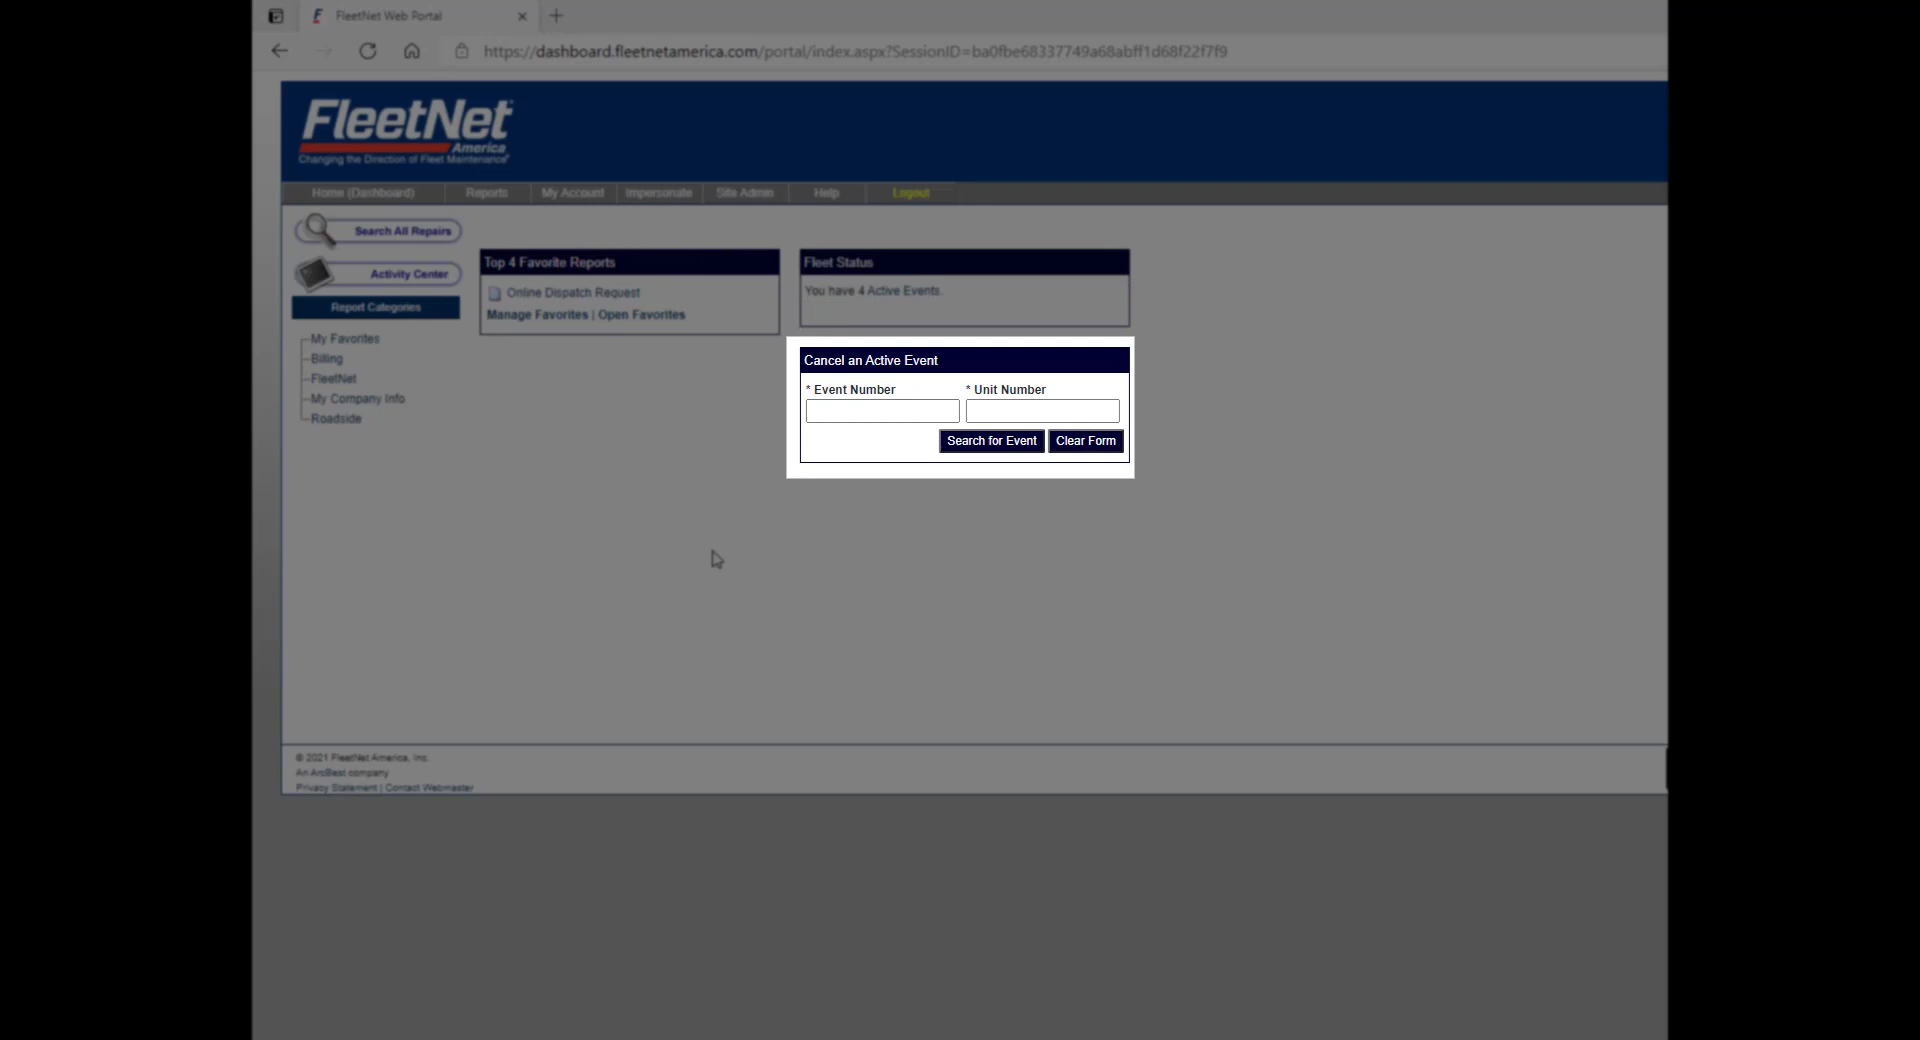 FleetNet Web Portal
https://dashboard.fleetnetamerica.com/portal/index.aspx?SessionID=ba0fbe68337749a68abff1d68f22f7f9
FleetNet
America
Changing the Direction of Fleet Maintenance®
Home (Dashboard) Reports My Account Impersonate Site Admin Help Logout
Search All Repairs
Activity Center
Report Categories
My Favorites
Billing
FleetNet
My Company Info
Roadside
Top 4 Favorite Reports
Online Dispatch Request
Manage Favorites | Open Favorites
Fleet Status
You have 4 Active Events.
Cancel an Active Event
* Event Number * Unit Number
Search for Event Clear Form
© 2021 FleetNet America, Inc.
An ArcBest company
Privacy Statement | Contact Webmaster